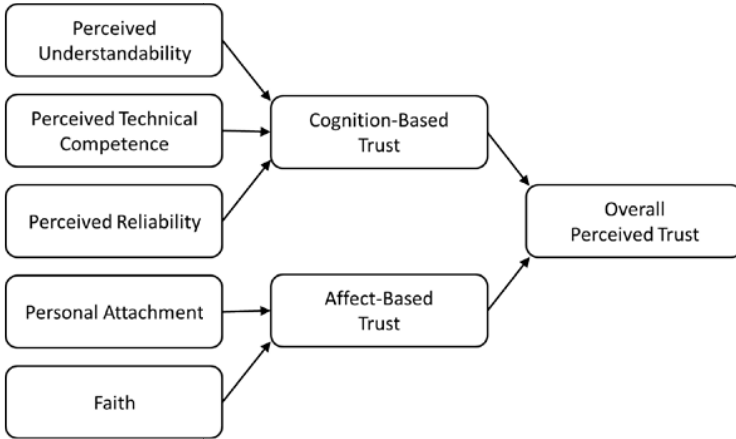 Perceived
Understandability
Perceived Technical
Competence
Perceived Reliability
Personal Attachment
Faith
Cognition-Based
Trust
Affect-Based
Trust
Overall
Perceived Trust